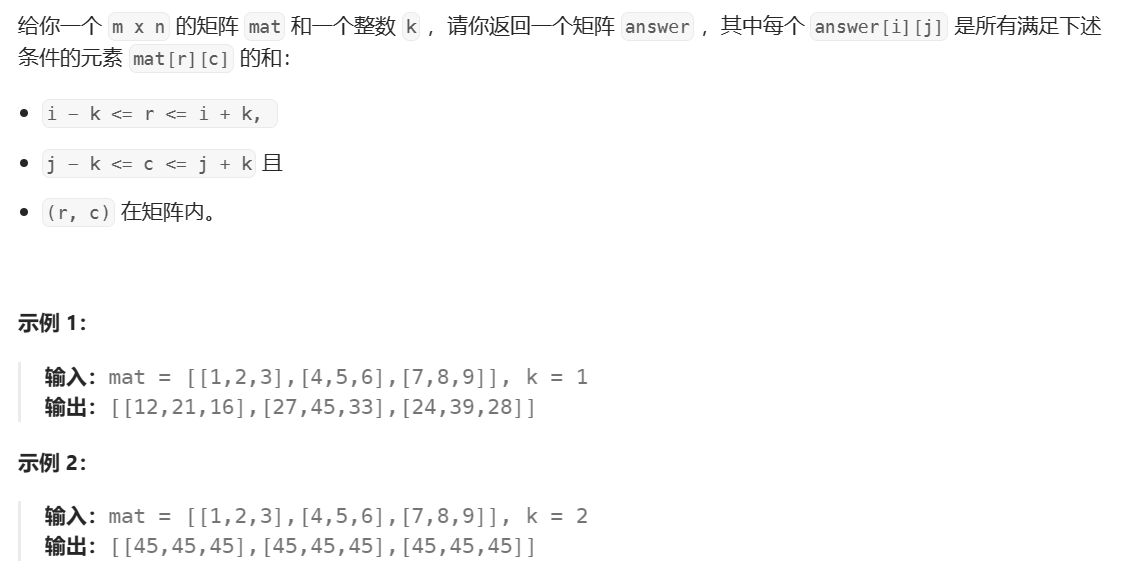 给你一个 m x n 的矩阵 mat 和一个整数 k ，请你返回一个矩阵 answer ，其中每个 answer[i][j] 是所有满足下述
条件的元素 mat[r][c] 的和：
• i - k <= r <= i + k,
• j - k <= c <= j + k 且
• (r, c) 在矩阵内。
示例 1：
输入：mat = [[1,2,3],[4,5,6],[7,8,9]], k = 1
输出：[[12,21,16],[27,45,33],[24,39,28]]
示例 2：
输入：mat = [[1,2,3],[4,5,6],[7,8,9]], k = 2
输出：[[45,45,45],[45,45,45],[45,45,45]]